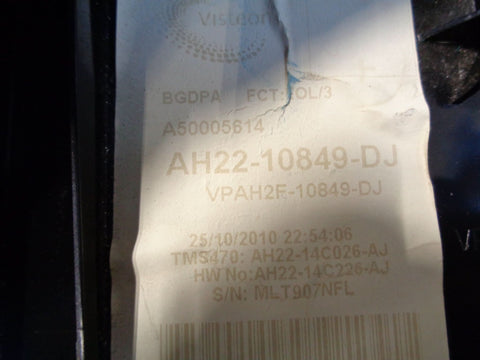 Visteon
BGDPA FCT:EOL/3
A50005614
AH22-10849-DJ
VPAH2F-10849-DJ
25/10/2010 22:54:06
TMS470: AH22-14C026-AJ
HW No:AH22-14C226-AJ
S/N: MLT907NFL